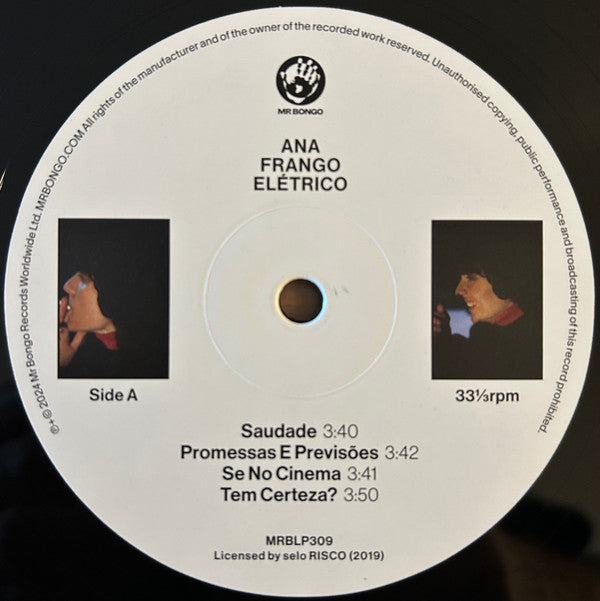 MR BONGO
ANA
FRANGO
ELÉTRICO
Side A
33⅓rpm
Saudade 3:40
Promessas E Previsões 3:42
Se No Cinema 3:41
Tem Certeza? 3:50
MRBLP309
Licensed by selo RISCO (2019)
℗+© 2024 Mr Bongo Records Worldwide Ltd. MRBONGO.COM All rights of the manufacturer and of the owner of the recorded work reserved. Unauthorised copying, public performance and broadcasting of this record prohibited.